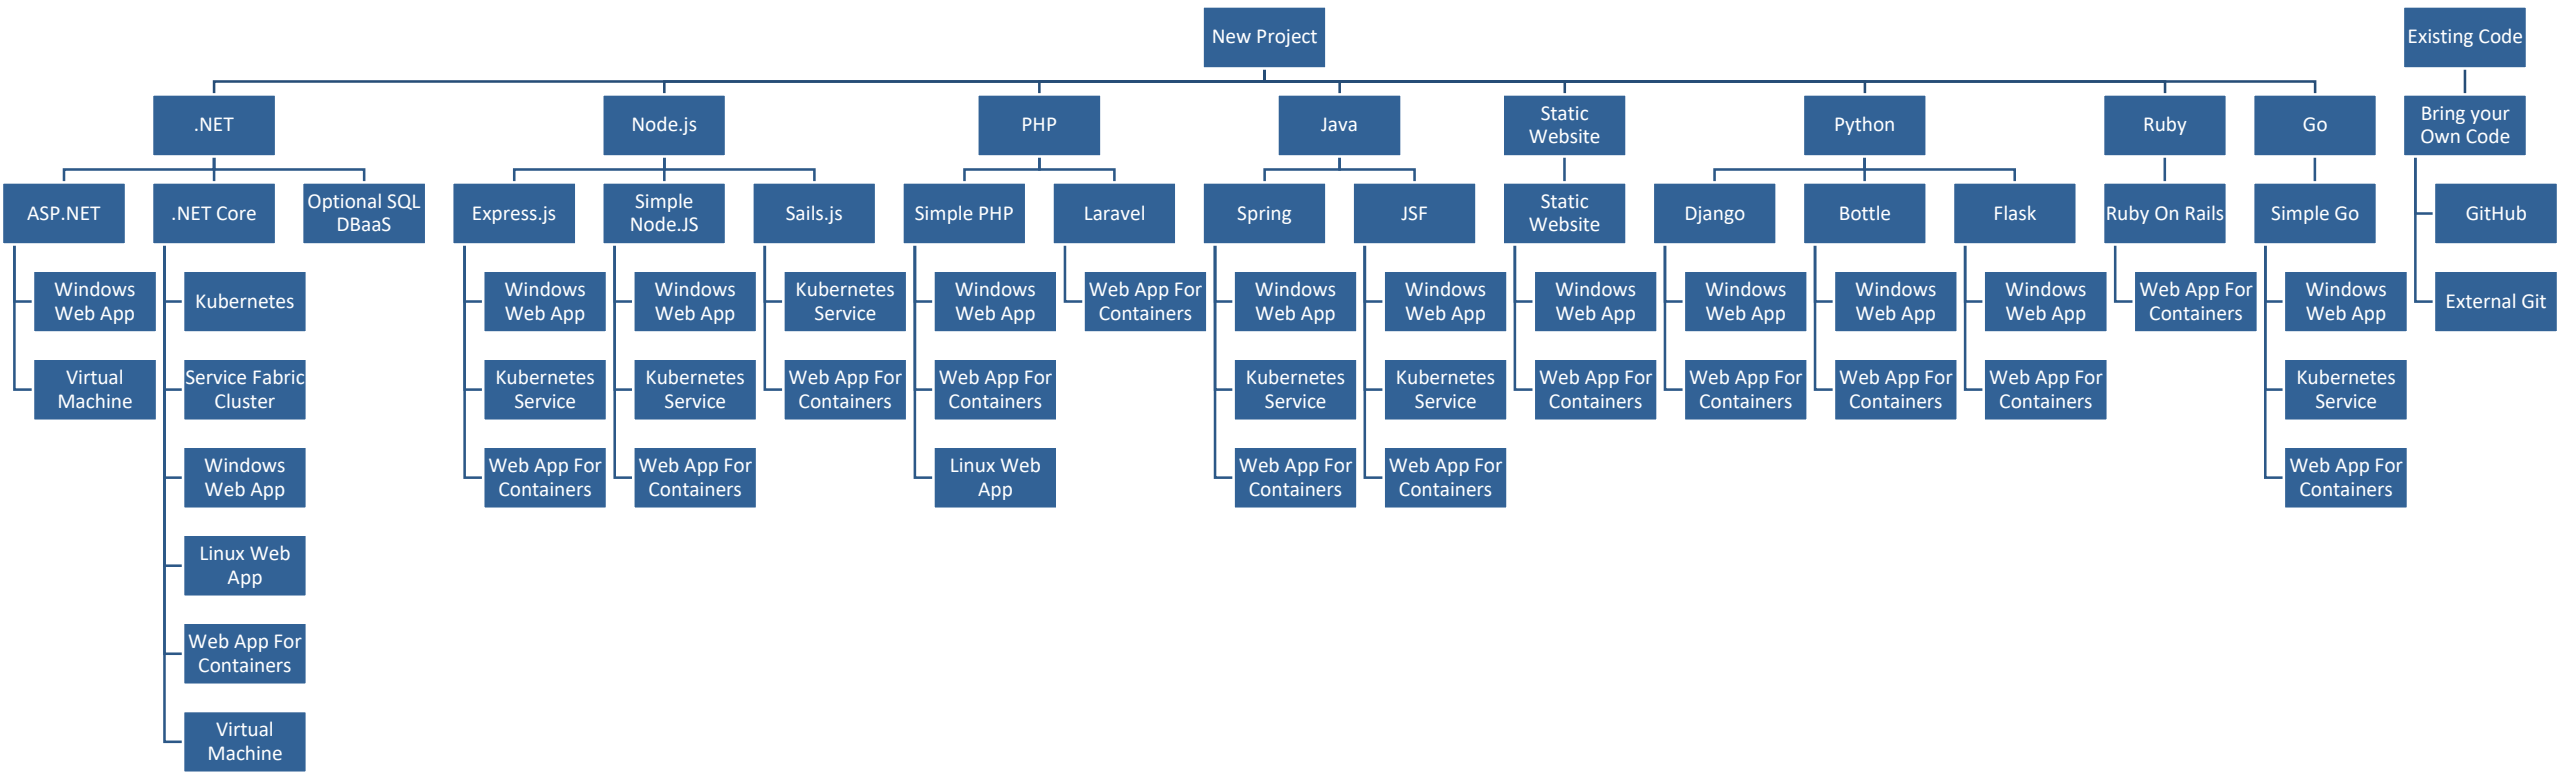 New Project
Existing Code
.NET
Node.js
PHP
Java
Static
Website
Python
Ruby
Go
Bring your
Own Code
ASP.NET
.NET Core
Optional SQL
DBaaS
Express.js
Simple
Node.JS
Sails.js
Simple PHP
Laravel
Spring
JSF
Static
Website
Django
Bottle
Flask
Ruby On Rails
Simple Go
GitHub
Windows
Web App
Kubernetes
Windows
Web App
Windows
Web App
Kubernetes
Service
Windows
Web App
Web App For
Containers
Windows
Web App
Windows
Web App
Windows
Web App
Windows
Web App
Windows
Web App
Windows
Web App
Web App For
Containers
Windows
Web App
External Git
Virtual
Machine
Service Fabric
Cluster
Kubernetes
Service
Kubernetes
Service
Web App For
Containers
Web App For
Containers
Kubernetes
Service
Kubernetes
Service
Web App For
Containers
Web App For
Containers
Web App For
Containers
Web App For
Containers
Kubernetes
Service
Windows
Web App
Web App For
Containers
Web App For
Containers
Linux Web
App
Web App For
Containers
Web App For
Containers
Web App For
Containers
Linux Web
App
Web App For
Containers
Virtual
Machine